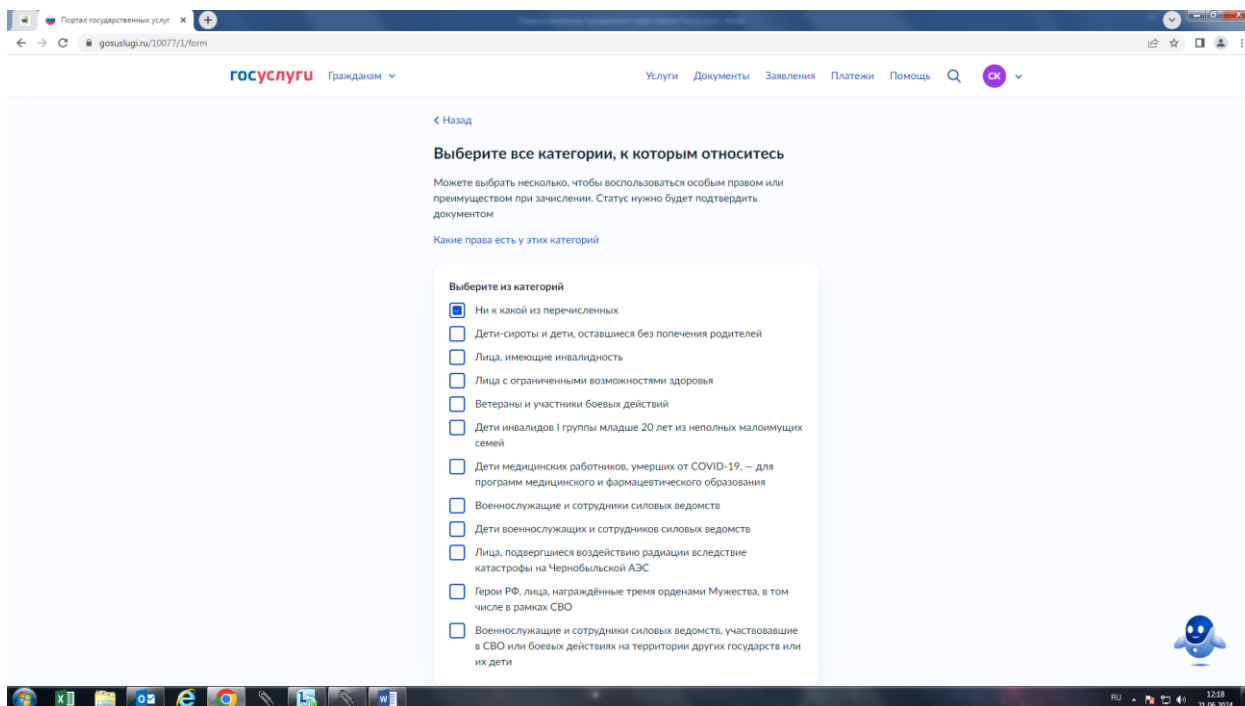 Портал государственных услуг
gosuslugi.ru/10077/1/form
госуслуги Гражданам Услуги Документы Заявления Платежи Помощь СК
Назад
Выберите все категории, к которым относитесь
Можете выбрать несколько, чтобы воспользоваться особым правом или
преимуществом при зачислении. Статус нужно будет подтвердить
документом
Какие права есть у этих категорий
Выберите из категорий
Ни к какой из перечисленных
Дети-сироты и дети, оставшиеся без попечения родителей
Лица, имеющие инвалидность
Лица с ограниченными возможностями здоровья
Ветераны и участники боевых действий
Дети инвалидов I группы младше 20 лет из неполных малоимущих
семей
Дети медицинских работников, умерших от COVID-19, — для
программ медицинского и фармацевтического образования
Военнослужащие и сотрудники силовых ведомств
Дети военнослужащих и сотрудников силовых ведомств
Лица, подвергшиеся воздействию радиации вследствие
катастрофы на Чернобыльской АЭС
Герои РФ, лица, награждённые тремя орденами Мужества, в том
числе в рамках СВО
Военнослужащие и сотрудники силовых ведомств, участвовавшие
в СВО или боевых действиях на территории других государств или
их дети
RU
12:18
21.06.2024